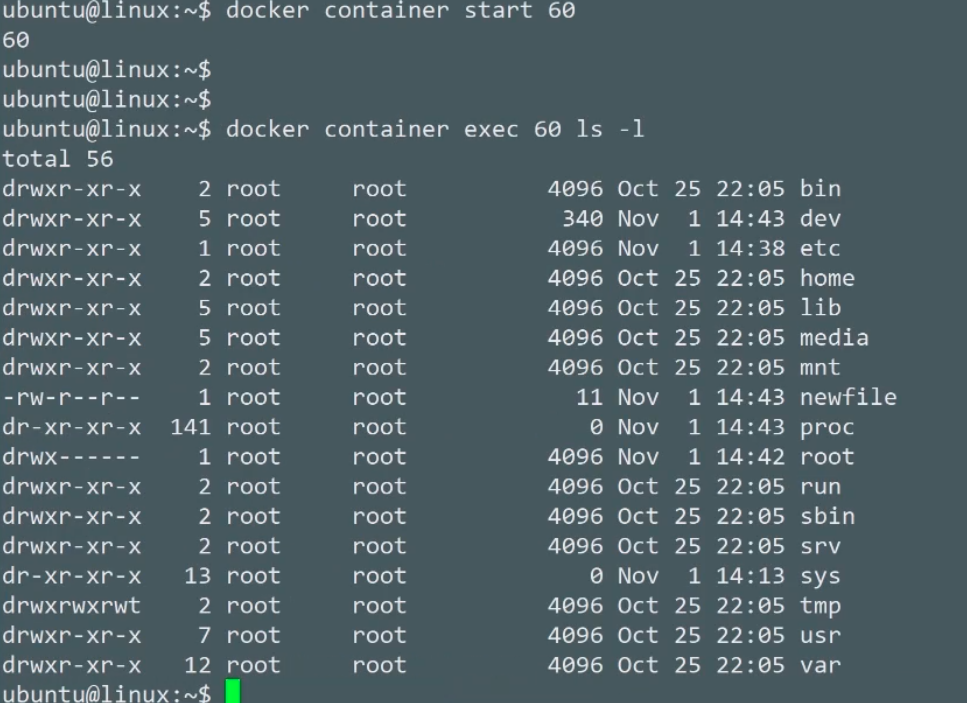 ubuntu@linux:~$ docker container start 60
60
ubuntu@linux:~$
ubuntu@linux:~$
ubuntu@linux:~$ docker container exec 60 ls -l
total 56
drwxr-xr-x    2 root     root          4096 Oct 25 22:05 bin
drwxr-xr-x    5 root     root           340 Nov  1 14:43 dev
drwxr-xr-x    1 root     root          4096 Nov  1 14:38 etc
drwxr-xr-x    2 root     root          4096 Oct 25 22:05 home
drwxr-xr-x    5 root     root          4096 Oct 25 22:05 lib
drwxr-xr-x    5 root     root          4096 Oct 25 22:05 media
drwxr-xr-x    2 root     root          4096 Oct 25 22:05 mnt
-rw-r--r--    1 root     root            11 Nov  1 14:43 newfile
dr-xr-xr-x  141 root     root             0 Nov  1 14:43 proc
drwx------    1 root     root          4096 Nov  1 14:42 root
drwxr-xr-x    2 root     root          4096 Oct 25 22:05 run
drwxr-xr-x    2 root     root          4096 Oct 25 22:05 sbin
drwxr-xr-x    2 root     root          4096 Oct 25 22:05 srv
dr-xr-xr-x   13 root     root             0 Nov  1 14:13 sys
drwxrwxrwt    2 root     root          4096 Oct 25 22:05 tmp
drwxr-xr-x    7 root     root          4096 Oct 25 22:05 usr
drwxr-xr-x   12 root     root          4096 Oct 25 22:05 var
ubuntu@linux:~$